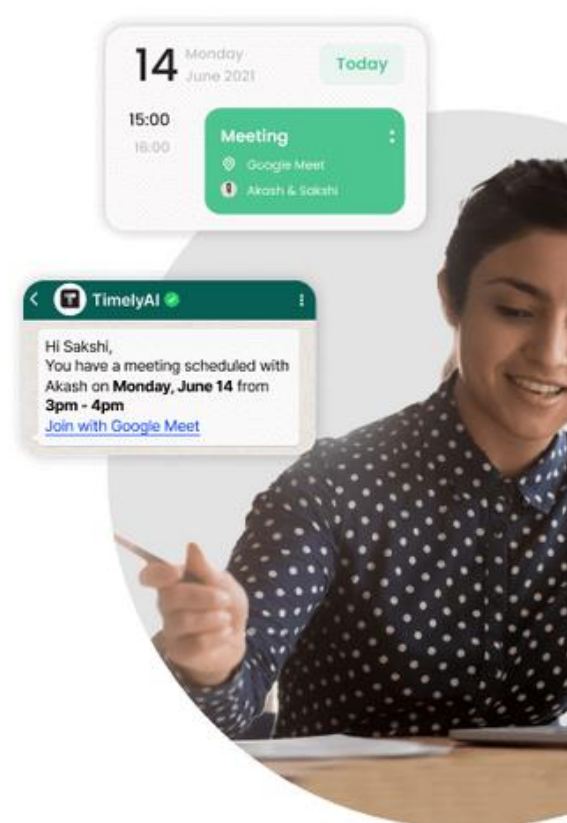 14 Monday
June 2021
Today
15:00
16:00
Meeting
Google Meet
Akash & Sakshi
TimelyAI
Hi Sakshi,
You have a meeting scheduled with
Akash on Monday, June 14 from
3pm - 4pm
Join with Google Meet